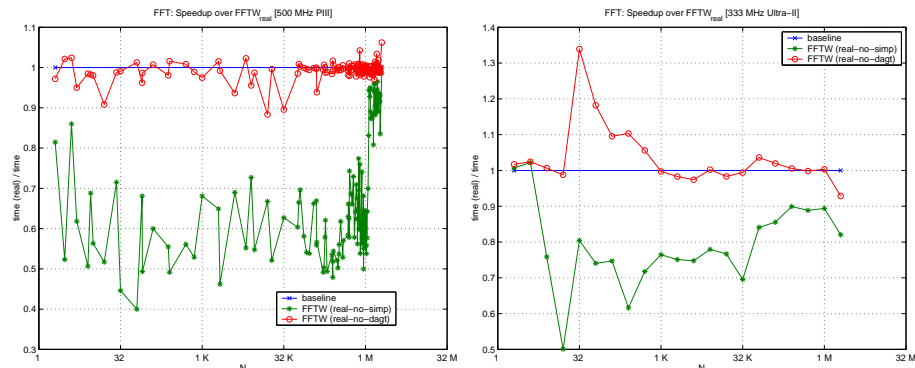 FFT: Speedup over FFTW_real [500 MHz PIII]
1.1
1
0.9
0.8
0.7
0.6
0.5
0.4
0.3
time (real) / time
baseline
FFTW (real-no-simp)
FFTW (real-no-dagt)
1 32 1 K 32 K 1 M 32 M
N
FFT: Speedup over FFTW_real [333 MHz Ultra-II]
1.4
1.3
1.2
1.1
1
0.9
0.8
0.7
0.6
0.5
time (real) / time
baseline
FFTW (real-no-simp)
FFTW (real-no-dagt)
1 32 1 K 32 K 1 M 32 M
N